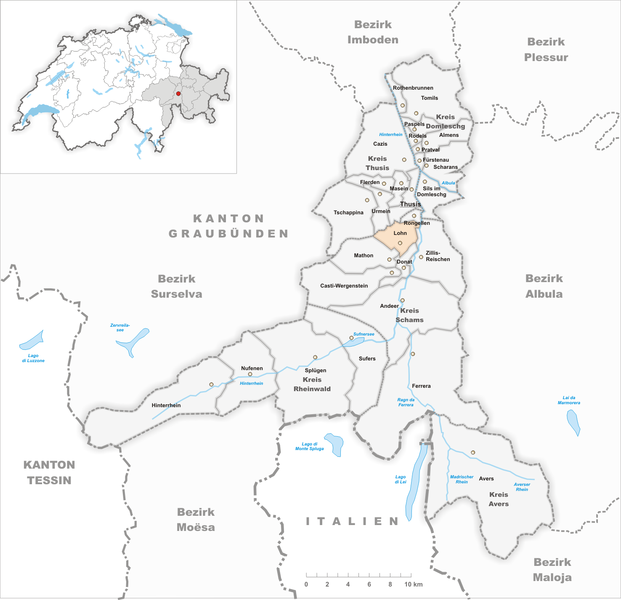 Bezirk
Imboden
Bezirk
Plessur
Rothenbrunnen
Tomils
Kreis
Domleschg
Paspels
Rodels
Almens
Hinterrhein
Cazis
Pratval
Kreis
Thusis
Fürstenau
Scharans
Flerden
Masein
Sils im
Domleschg
Albula
Urmein
Thusis
Tschappina
Rongellen
Lohn
KANTON
GRAUBÜNDEN
Mathon
Zillis-
Reischen
Donat
Bezirk
Surselva
Casti-Wergenstein
Bezirk
Albula
Andeer
Kreis
Schams
Zervreila-
see
Lago
di Luzzone
Sufnersee
Sufers
Nufenen
Splügen
Kreis
Rheinwald
Hinterrhein
Hinterrhein
Ferrera
Ragn da
Ferrera
Lai da
Marmorera
Lago di
Monte Spluga
KANTON
TESSIN
Lago
di Lei
Madrischer
Rhein
Avers
Averser
Rhein
Kreis
Avers
Bezirk
Moësa
ITALIEN
Bezirk
Maloja
0 2 4 6 8 10 km